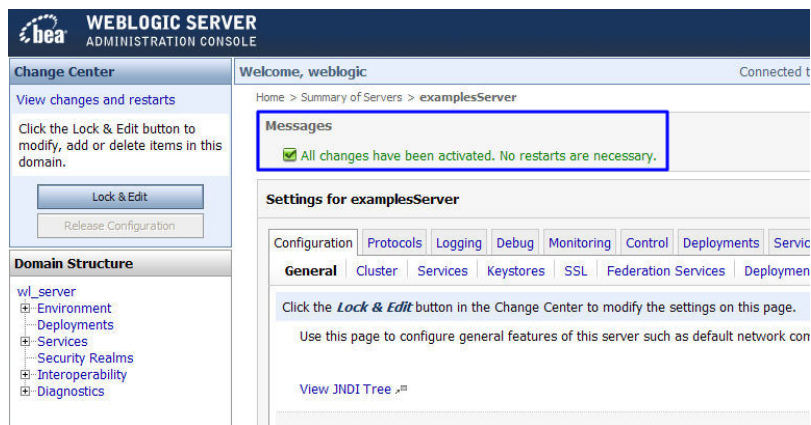 bea
WEBLOGIC SERVER
ADMINISTRATION CONSOLE
Change Center
View changes and restarts
Click the Lock & Edit button to
modify, add or delete items in this
domain.
Lock & Edit
Release Configuration
Domain Structure
wl_server
Environment
Deployments
Services
Security Realms
Interoperability
Diagnostics
Welcome, weblogic Connected t
Home > Summary of Servers > examplesServer
Messages
All changes have been activated. No restarts are necessary.
Settings for examplesServer
Configuration Protocols Logging Debug Monitoring Control Deployments Servic
General Cluster Services Keystores SSL Federation Services Deploymen
Click the Lock & Edit button in the Change Center to modify the settings on this page.
Use this page to configure general features of this server such as default network com
View JNDI Tree